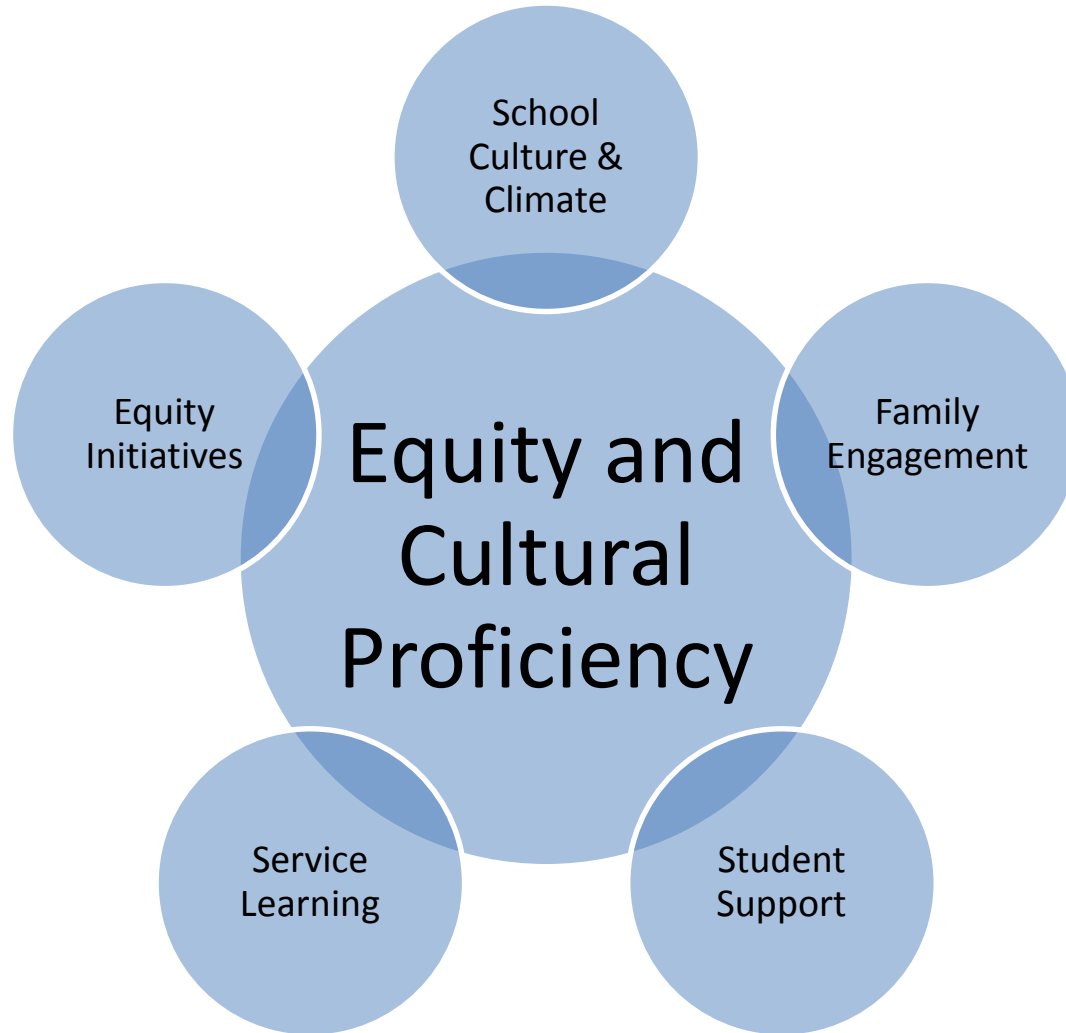 School
Culture &
Climate
Equity
Initiatives
Family
Engagement
Equity and
Cultural
Proficiency
Service
Learning
Student
Support